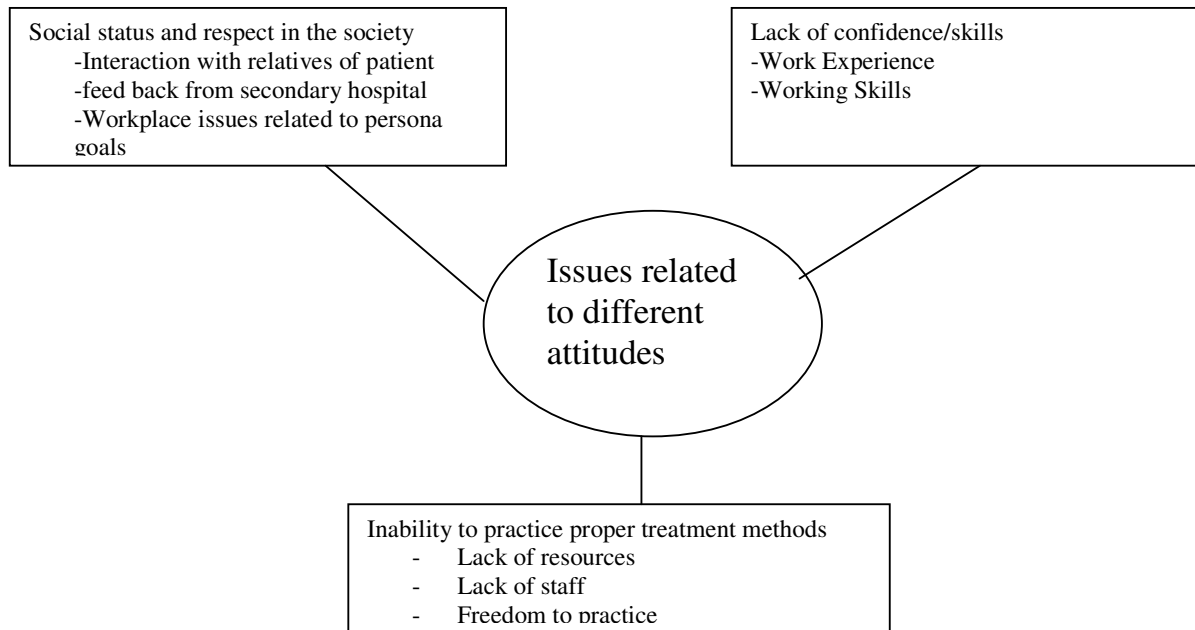 Social status and respect in the society
-Interaction with relatives of patient
-feed back from secondary hospital
-Workplace issues related to persona
goals
Lack of confidence/skills
-Work Experience
-Working Skills
Issues related
to different
attitudes
Inability to practice proper treatment methods
- Lack of resources
- Lack of staff
- Freedom to practice